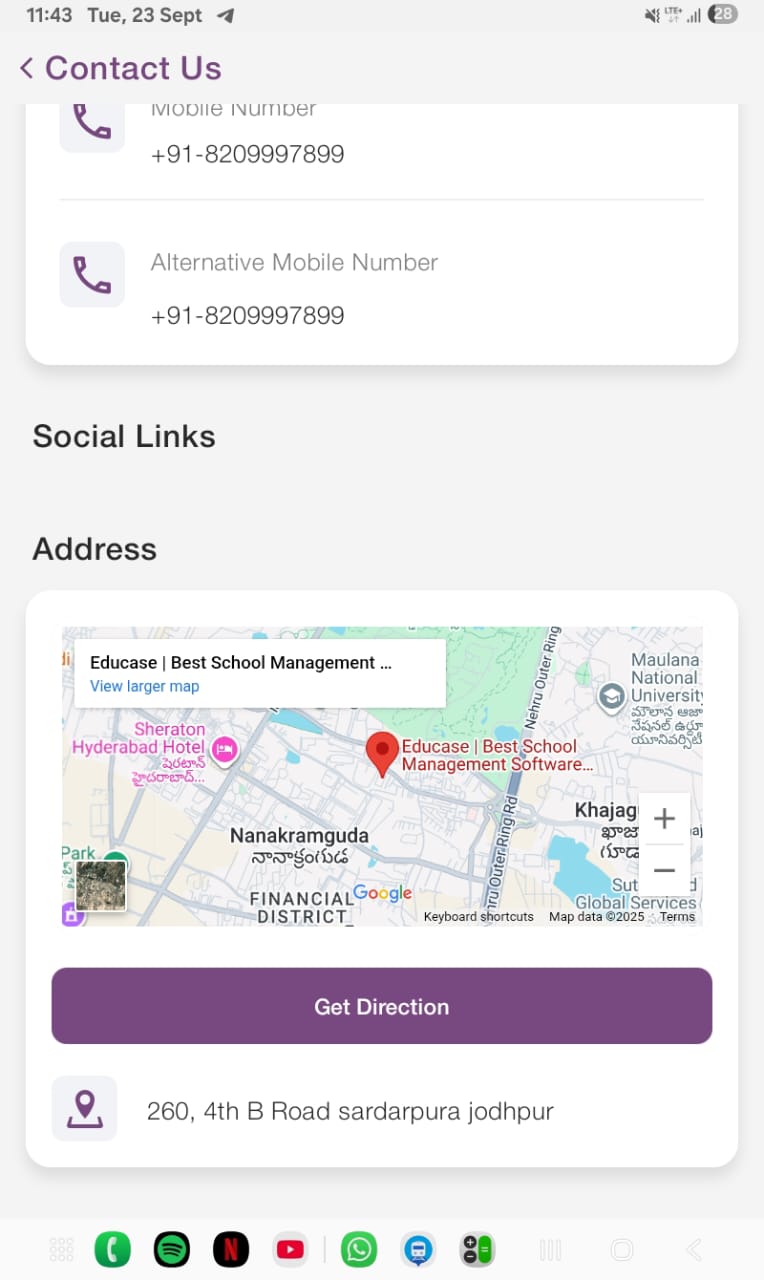 11:43 Tue, 23 Sept
LTE+
28
Contact Us
Mobile Number
+91-8209997899
Alternative Mobile Number
+91-8209997899
Social Links
Address
Educase | Best School Management ...
View larger map
Nehru Outer Ring
Maulana
National
University
మౌలానా ఆజా
నేషనల్ ఉర్దూ
యూనివర్సిటీ
Sheraton
Hyderabad Hotel
షెరటాన్
హైదరాబాద్...
Educase | Best School
Management Software...
Nanakramguda
నానాక్రంగుడ
Khajag
ఖాజా
గూడ
Park
FINANCIAL
DISTRICT
Google
hru Outer Ring Rd
Sut
Global Services
Keyboard shortcuts Map data ©2025 Terms
Get Direction
260, 4th B Road sardarpura jodhpur